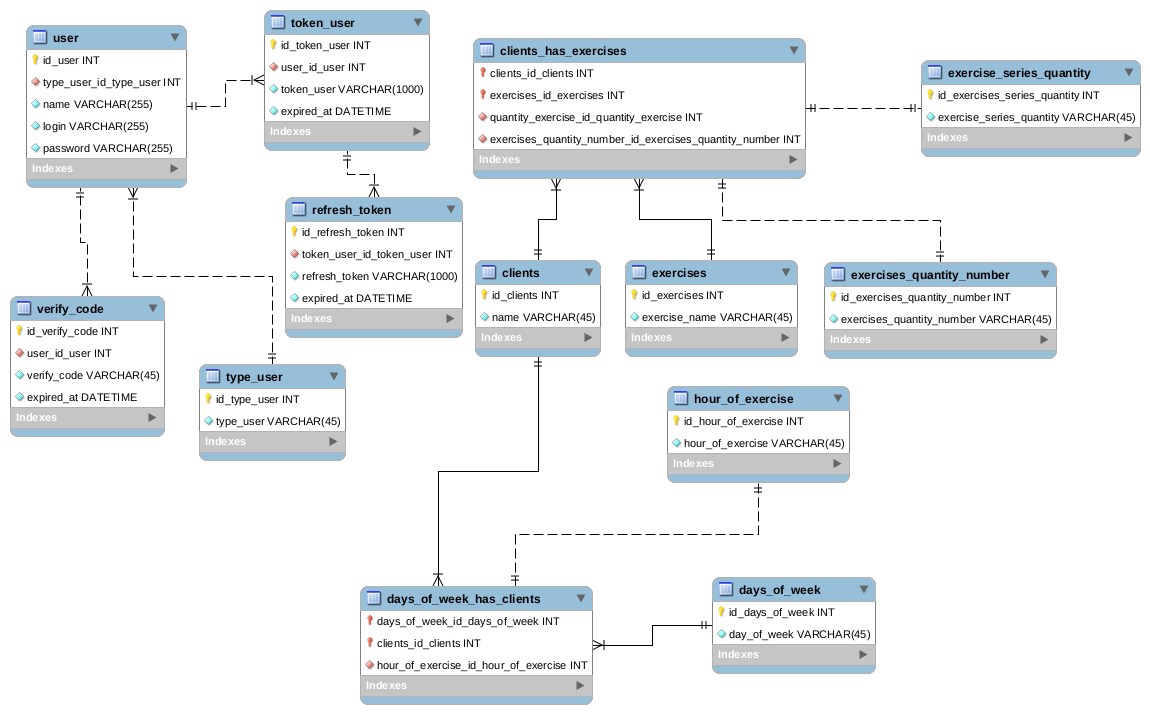 user
id_user INT
type_user_id_type_user INT
name VARCHAR(255)
login VARCHAR(255)
password VARCHAR(255)
Indexes
token_user
id_token_user INT
user_id_user INT
token_user VARCHAR(1000)
expired_at DATETIME
Indexes
clients_has_exercises
clients_id_clients INT
exercises_id_exercises INT
quantity_exercise_id_quantity_exercise INT
exercises_quantity_number_id_exercises_quantity_number INT
Indexes
exercise_series_quantity
id_exercises_series_quantity INT
exercise_series_quantity VARCHAR(45)
Indexes
refresh_token
id_refresh_token INT
token_user_id_token_user INT
refresh_token VARCHAR(1000)
expired_at DATETIME
Indexes
clients
id_clients INT
name VARCHAR(45)
Indexes
exercises
id_exercises INT
exercise_name VARCHAR(45)
Indexes
exercises_quantity_number
id_exercises_quantity_number INT
exercises_quantity_number VARCHAR(45)
Indexes
verify_code
id_verify_code INT
user_id_user INT
verify_code VARCHAR(45)
expired_at DATETIME
Indexes
type_user
id_type_user INT
type_user VARCHAR(45)
Indexes
hour_of_exercise
id_hour_of_exercise INT
hour_of_exercise VARCHAR(45)
Indexes
days_of_week_has_clients
days_of_week_id_days_of_week INT
clients_id_clients INT
hour_of_exercise_id_hour_of_exercise INT
Indexes
days_of_week
id_days_of_week INT
day_of_week VARCHAR(45)
Indexes